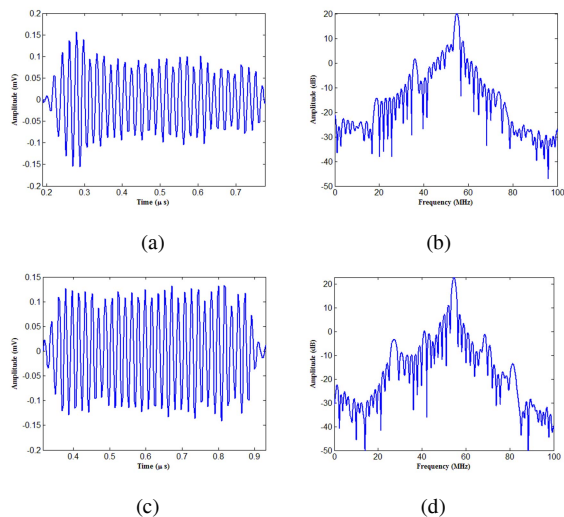 0.2
0.15
0.1
0.05
0
-0.05
-0.1
-0.15
-0.2
Amplitude (mV)
0.2 0.3 0.4 0.5 0.6 0.7
Time (μ s)
(a)
20
10
0
-10
-20
-30
-40
-50
Amplitude (dB)
0 20 40 60 80 100
Frequency (MHz)
(b)
0.15
0.1
0.05
0
-0.05
-0.1
-0.15
-0.2
Amplitude (mV)
0.4 0.5 0.6 0.7 0.8 0.9
Time (μ s)
(c)
20
10
0
-10
-20
-30
-40
-50
Amplitude (dB)
0 20 40 60 80 100
Frequency (MHz)
(d)